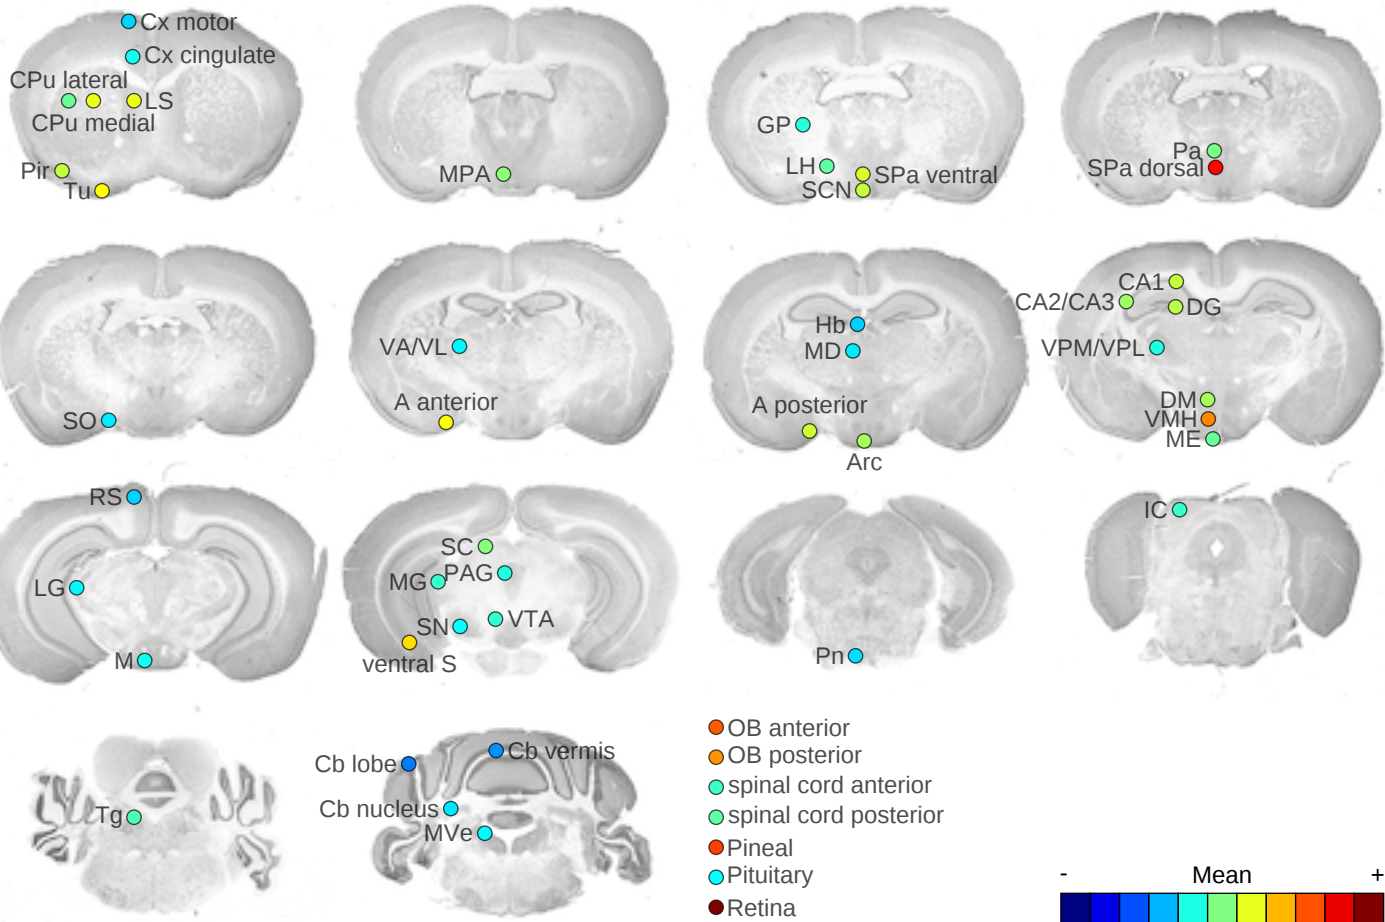 Cx motor
Cx cingulate
CPu lateral
LS
CPu medial
Pir
Tu
MPA
GP
LH
SPa ventral
SCN
Pa
SPa dorsal
SO
VA/VL
A anterior
Hb
MD
A posterior
Arc
CA1
CA2/CA3
DG
VPM/VPL
DM
VMH
ME
RS
LG
M
SC
MG
PAG
SN
VTA
ventral S
Pn
IC
Tg
Cb lobe
Cb vermis
Cb nucleus
MVe
OB anterior
OB posterior
spinal cord anterior
spinal cord posterior
Pineal
Pituitary
Retina
- Mean +